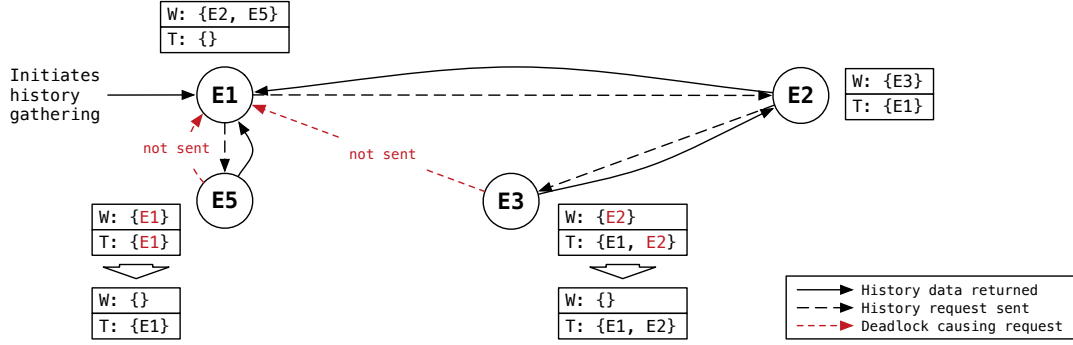 W: {E2, E5}
T: {}
Initiates
history
gathering
E1
E2
W: {E3}
T: {E1}
not sent
not sent
E5
E3
W: {E1}
T: {E1}
W: {E2}
T: {E1, E2}
W: {}
T: {E1}
W: {}
T: {E1, E2}
History data returned
History request sent
Deadlock causing request